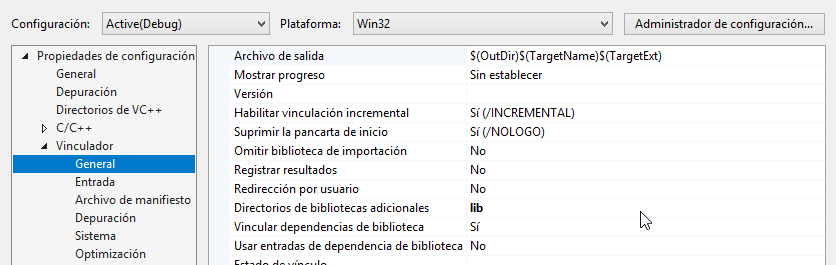 Configuración: Active(Debug) Plataforma: Win32 Administrador de configuración...
Propiedades de configuración
General
Depuración
Directorios de VC++
C/C++
Vinculador
General
Entrada
Archivo de manifiesto
Depuración
Sistema
Optimización
Archivo de salida $(OutDir)$(TargetName)$(TargetExt)
Mostrar progreso Sin establecer
Versión
Habilitar vinculación incremental Sí (/INCREMENTAL)
Suprimir la pancarta de inicio Sí (/NOLOGO)
Omitir biblioteca de importación No
Registrar resultados No
Redirección por usuario No
Directorios de bibliotecas adicionales lib
Vincular dependencias de biblioteca Sí
Usar entradas de dependencia de biblioteca No
Estado de vínculo